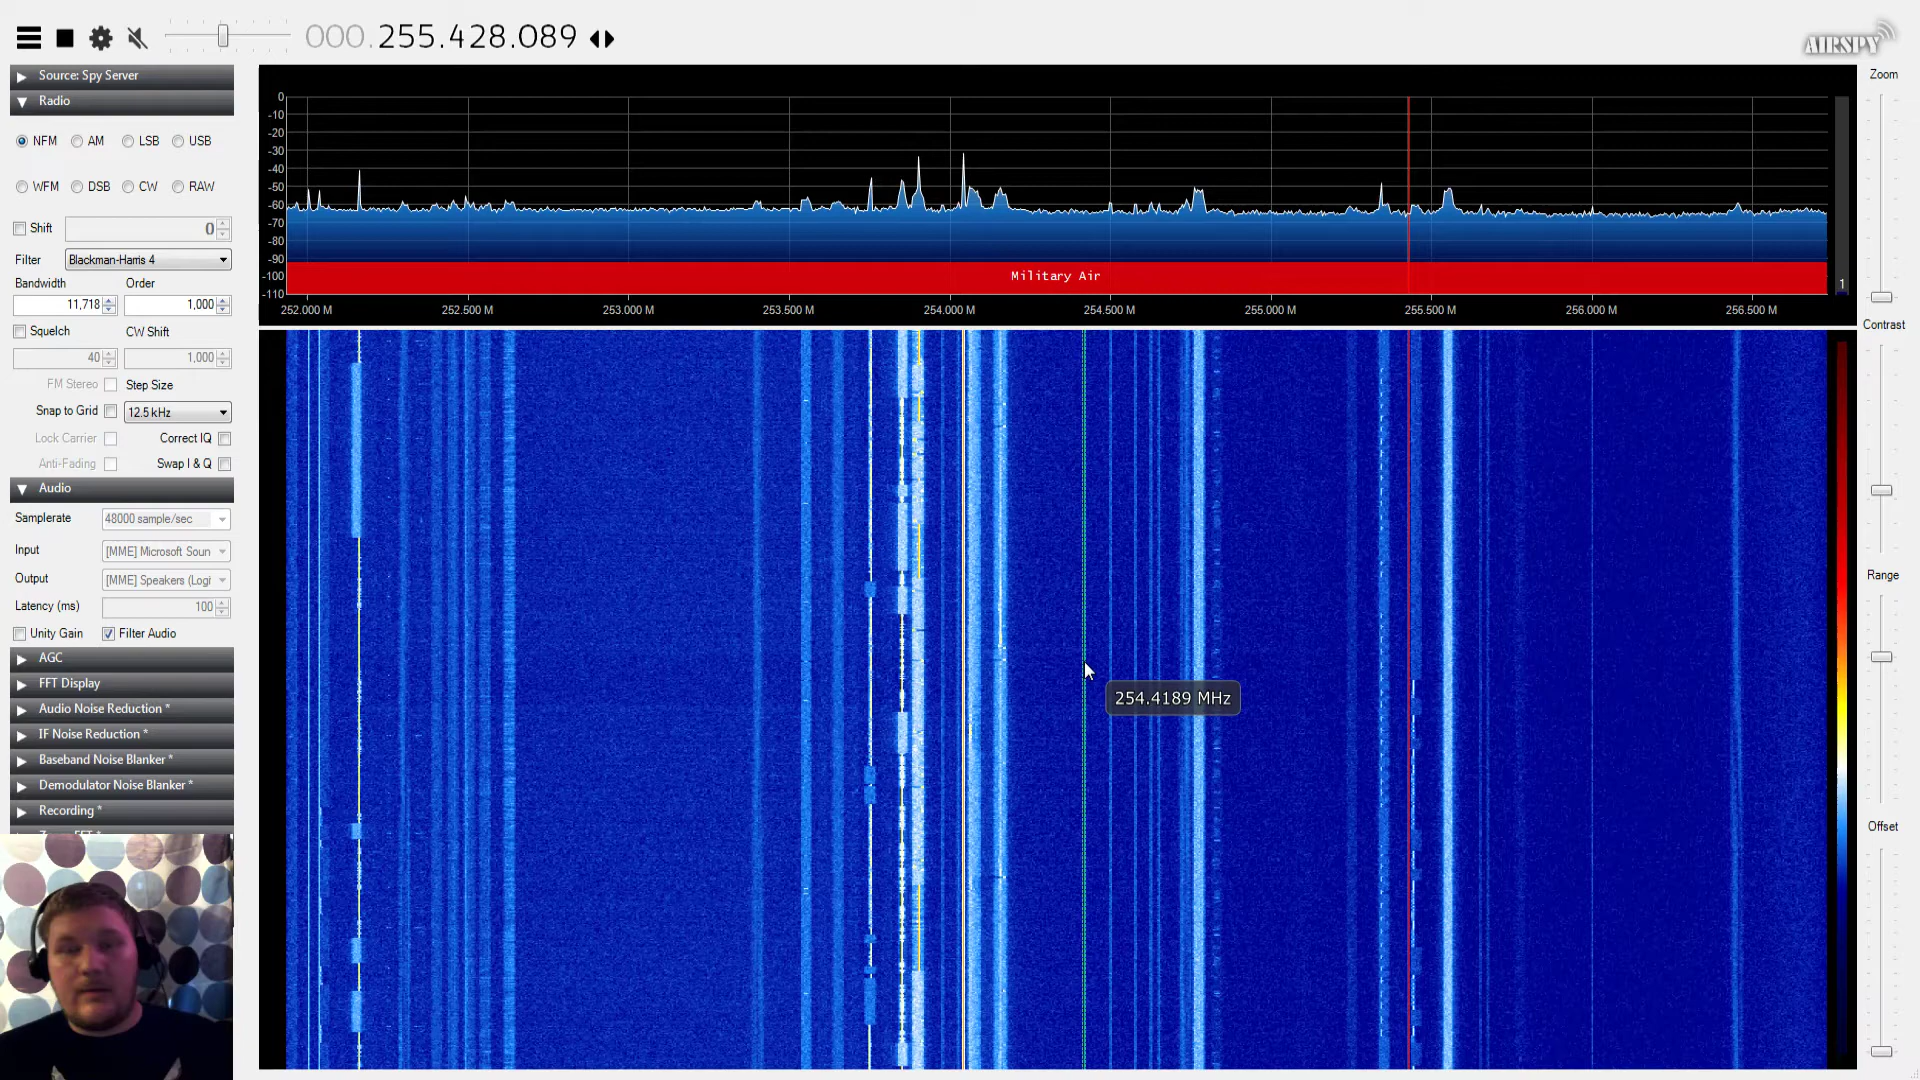 000.255.428.089
AIRSPY
Source: Spy Server
Radio
NFM AM LSB USB
WFM DSB CW RAW
Shift 0
Filter Blackman-Harris 4
Bandwidth Order
11,718 1,000
Squelch CW Shift
40 1,000
FM Stereo Step Size
Snap to Grid 12.5 kHz
Lock Carrier Correct IQ
Anti-Fading Swap I & Q
Audio
Samplerate 48000 sample/sec
Input [MME] Microsoft Soun
Output [MME] Speakers (Logi
Latency (ms) 100
Unity Gain Filter Audio
AGC
FFT Display
Audio Noise Reduction *
IF Noise Reduction *
Baseband Noise Blanker *
Demodulator Noise Blanker *
Recording *
0
-10
-20
-30
-40
-50
-60
-70
-80
-90
-100
-110
Military Air
1
252.000 M 252.500 M 253.000 M 253.500 M 254.000 M 254.500 M 255.000 M 255.500 M 256.000 M 256.500 M
254.4189 MHz
Zoom
Contrast
Range
Offset